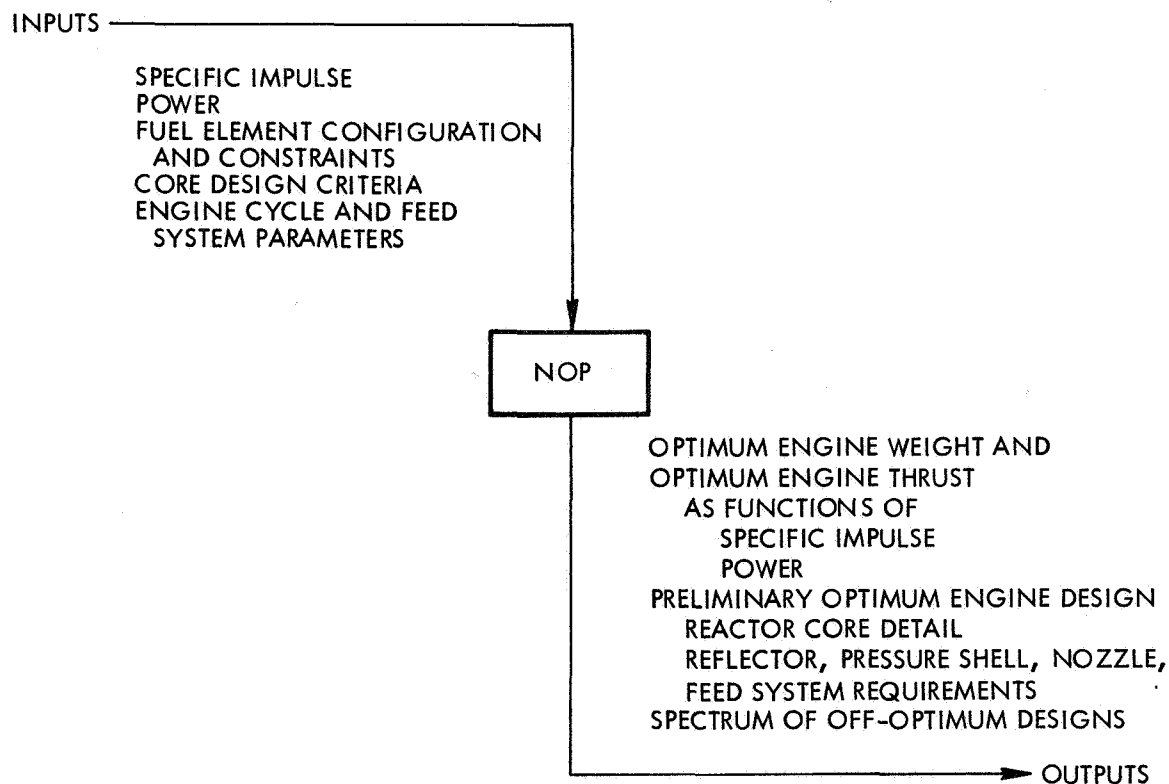 INPUTS
SPECIFIC IMPULSE
POWER
FUEL ELEMENT CONFIGURATION
AND CONSTRAINTS
CORE DESIGN CRITERIA
ENGINE CYCLE AND FEED
SYSTEM PARAMETERS
NOP
OPTIMUM ENGINE WEIGHT AND
OPTIMUM ENGINE THRUST
AS FUNCTIONS OF
SPECIFIC IMPULSE
POWER
PRELIMINARY OPTIMUM ENGINE DESIGN
REACTOR CORE DETAIL
REFLECTOR, PRESSURE SHELL, NOZZLE,
FEED SYSTEM REQUIREMENTS
SPECTRUM OF OFF-OPTIMUM DESIGNS
OUTPUTS